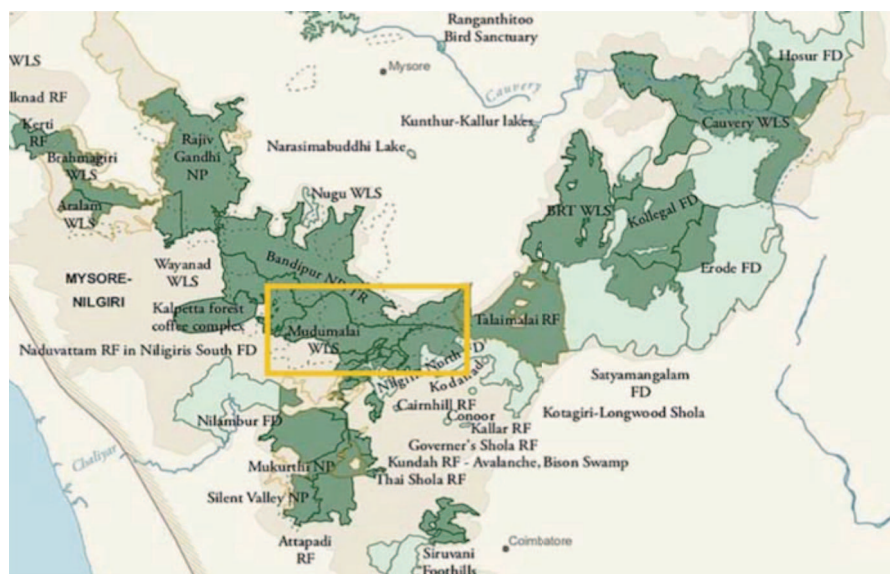 Ranganthitoo
Bird Sanctuary
Hosur FD
WLS
Mysore
Cauvery
lknad RF
Kerti
RF
Rajiv
Gandhi
NP
Kunthur-Kallur lakes
Cauvery WLS
Brahmagiri
WLS
Narasimabuddhi Lake
Aralam
WLS
Nugu WLS
BRT WLS
Kollegal FD
Wayanad
WLS
Bandipur NP TR
Erode FD
MYSORE-
NILGIRI
Kalpetta forest
coffee complex
Mudumalai
WLS
Talaimalai RF
Naduvattam RF in Niligiris South FD
Nilgiri North FD
Kodanad
Satyamangalam
FD
Cairnhill RF
Kotagiri-Longwood Shola
Conoor
Nilambur FD
Kallar RF
Governer's Shola RF
Chaliyar
Mukurthi NP
Kundah RF - Avalanche, Bison Swamp
Thai Shola RF
Silent Valley NP
Attapadi
RF
Coimbatore
Siruvani
Foothills